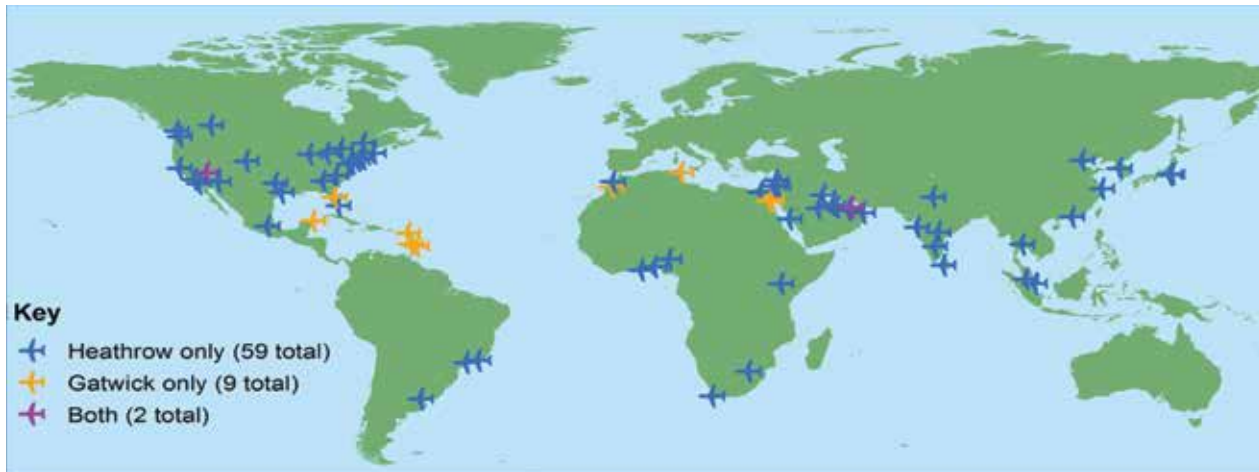 Key
Heathrow only (59 total)
Gatwick only (9 total)
Both (2 total)